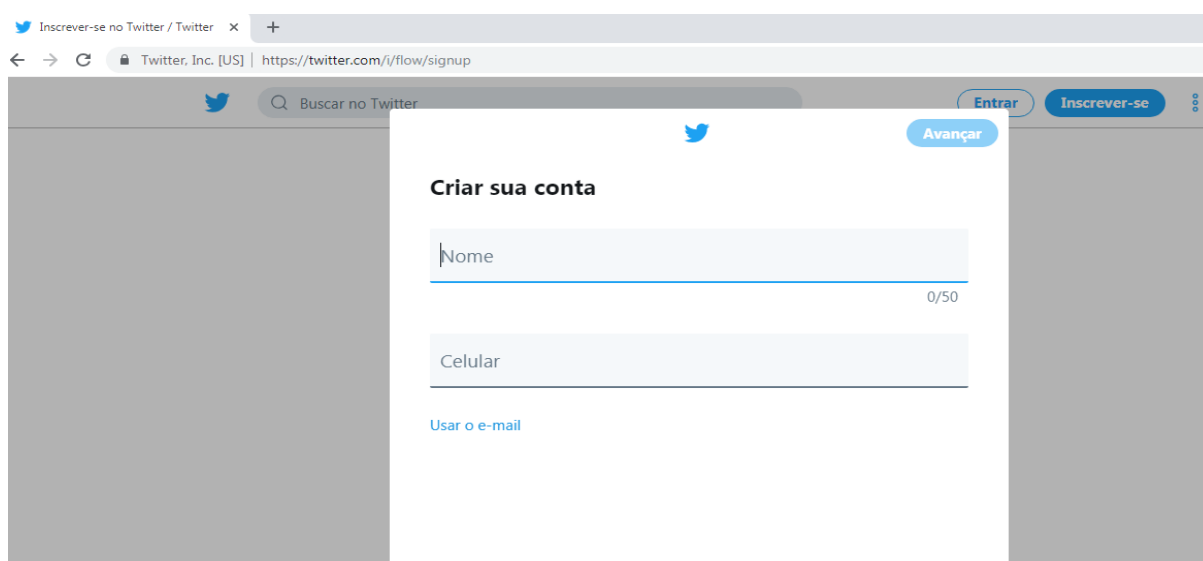 Inscrever-se no Twitter / Twitter
Twitter, Inc. [US] | https://twitter.com/i/flow/signup
Buscar no Twitter
Entrar
Inscrever-se
Avançar
Criar sua conta
Nome
0/50
Celular
Usar o e-mail